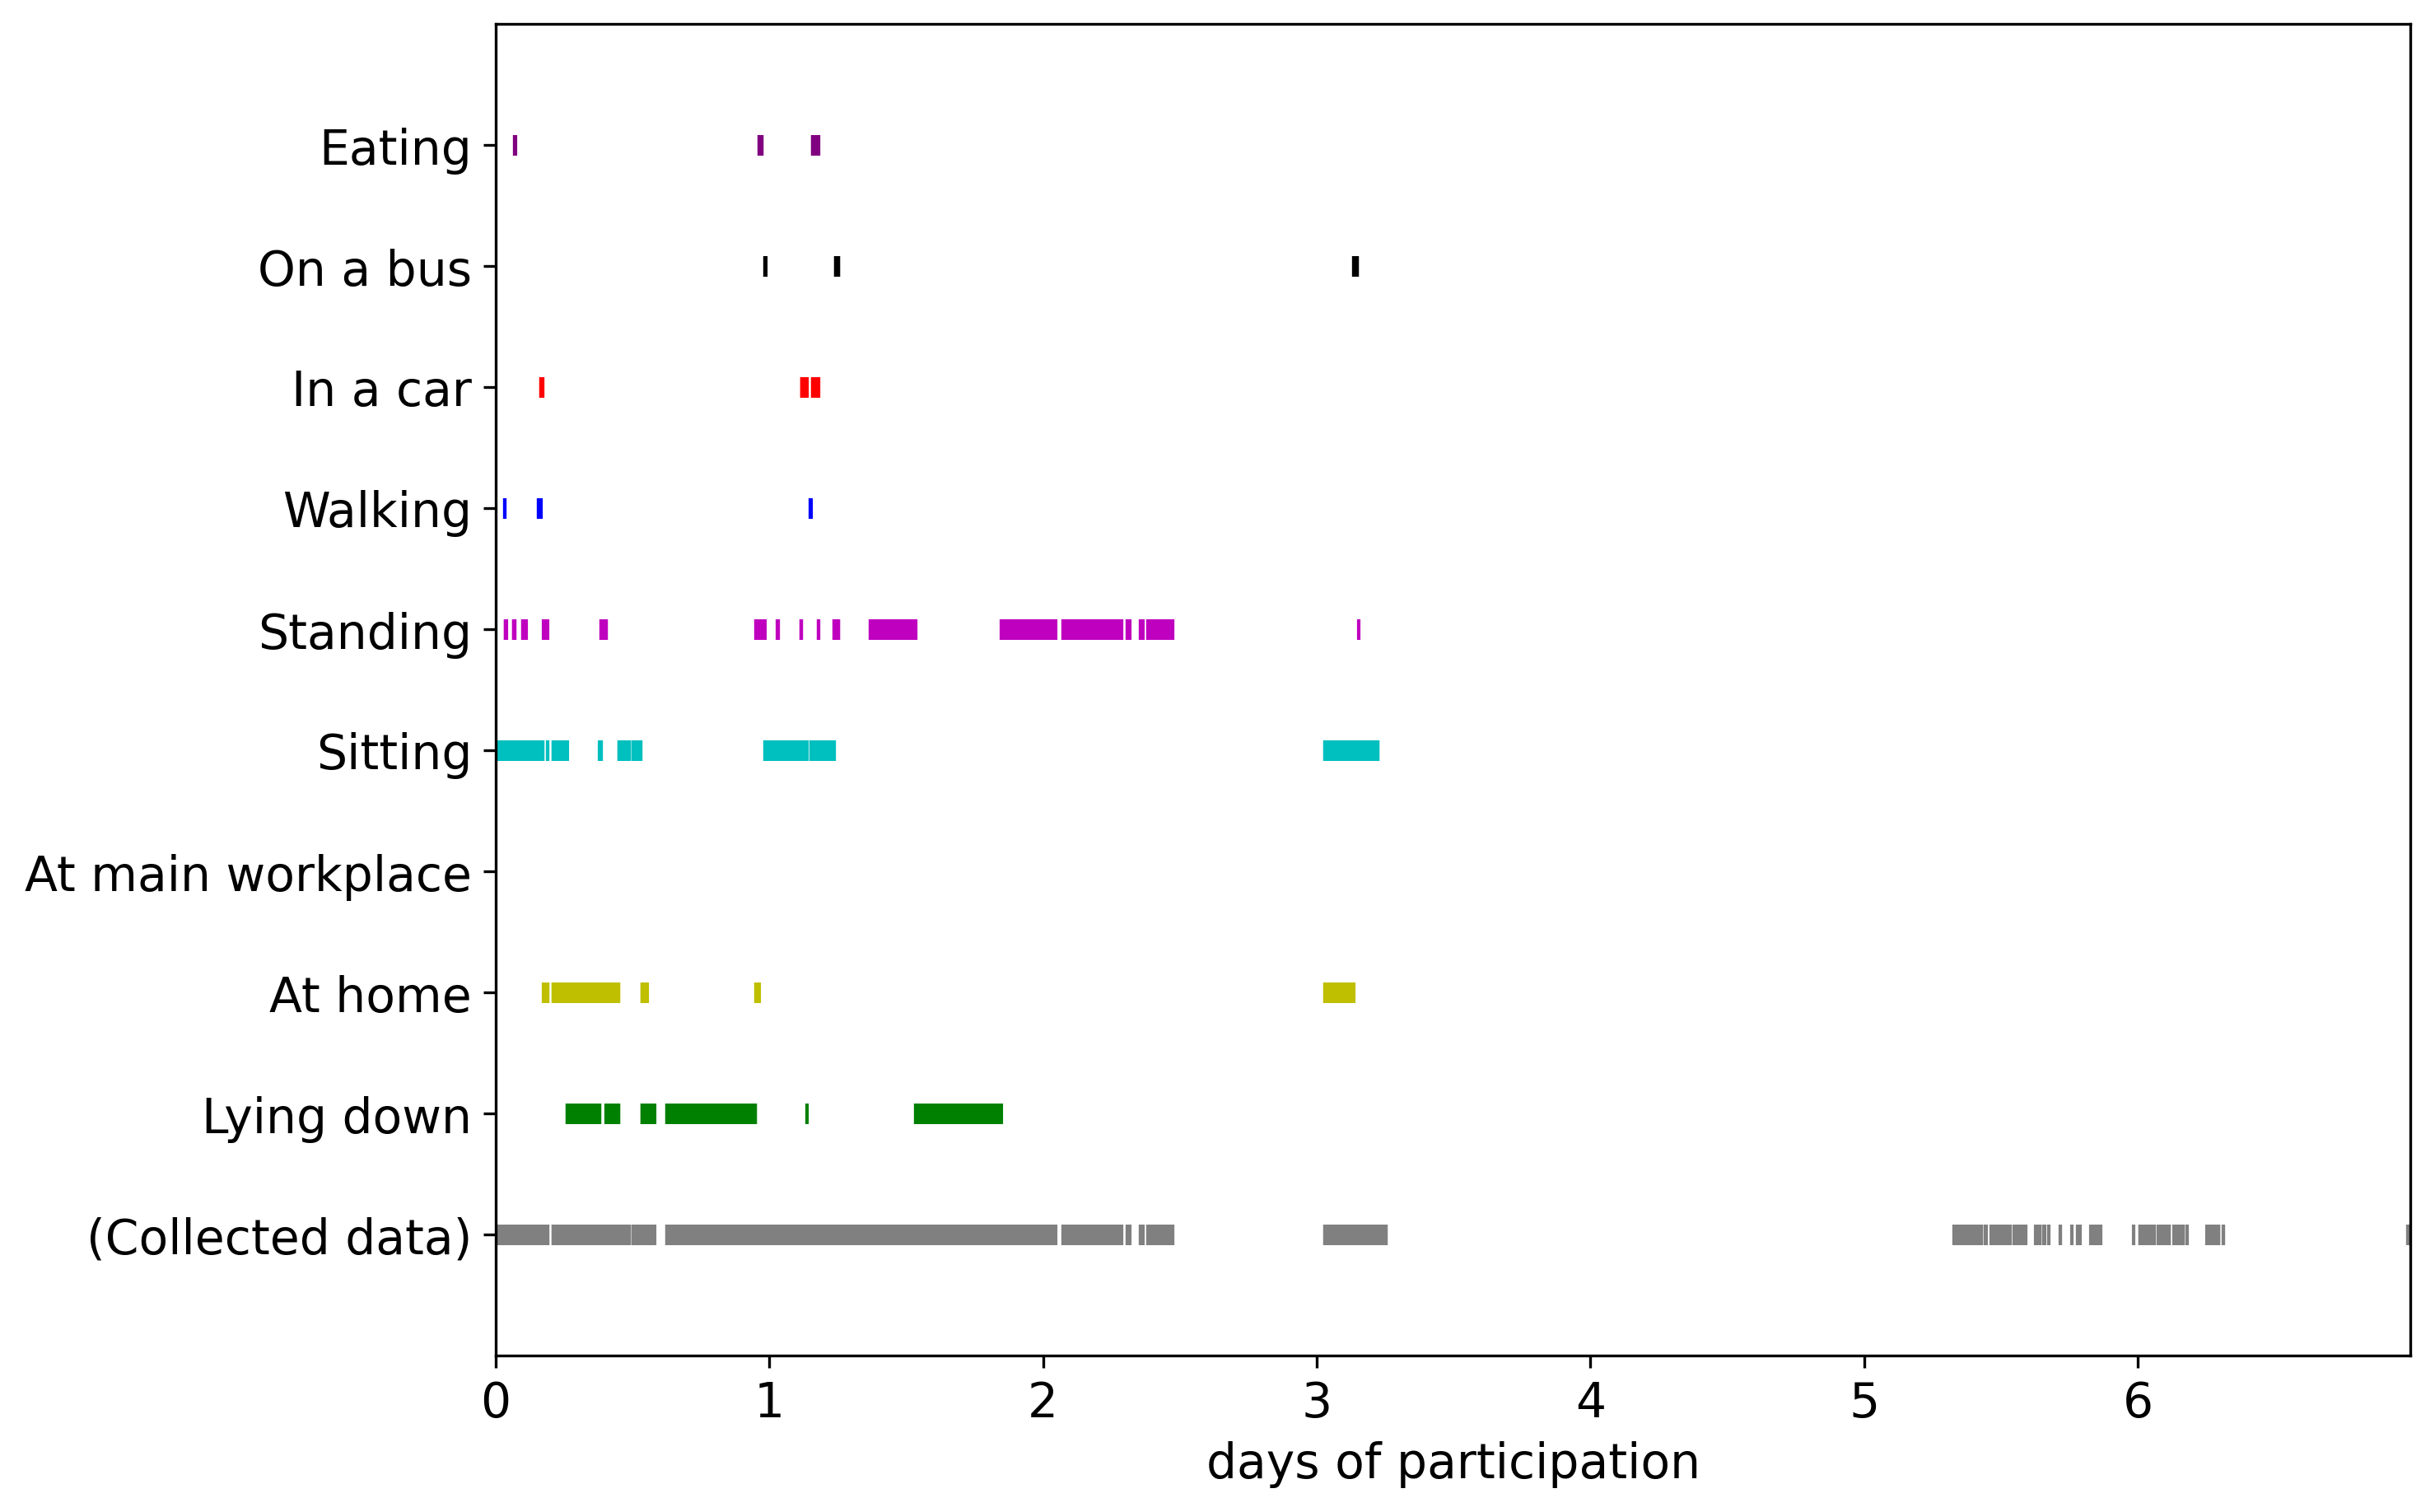 Eating
On a bus
In a car
Walking
Standing
Sitting
At main workplace
At home
Lying down
(Collected data)
0 1 2 3 4 5 6
days of participation